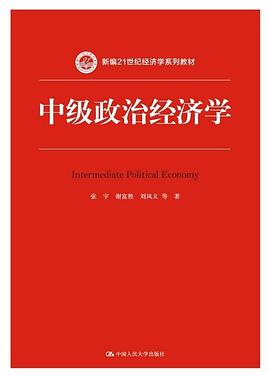 新编21世纪经济学系列教材
中级政治经济学
Intermediate Political Economy
张宇 谢富胜 刘凤义 等 著
中国人民大学出版社